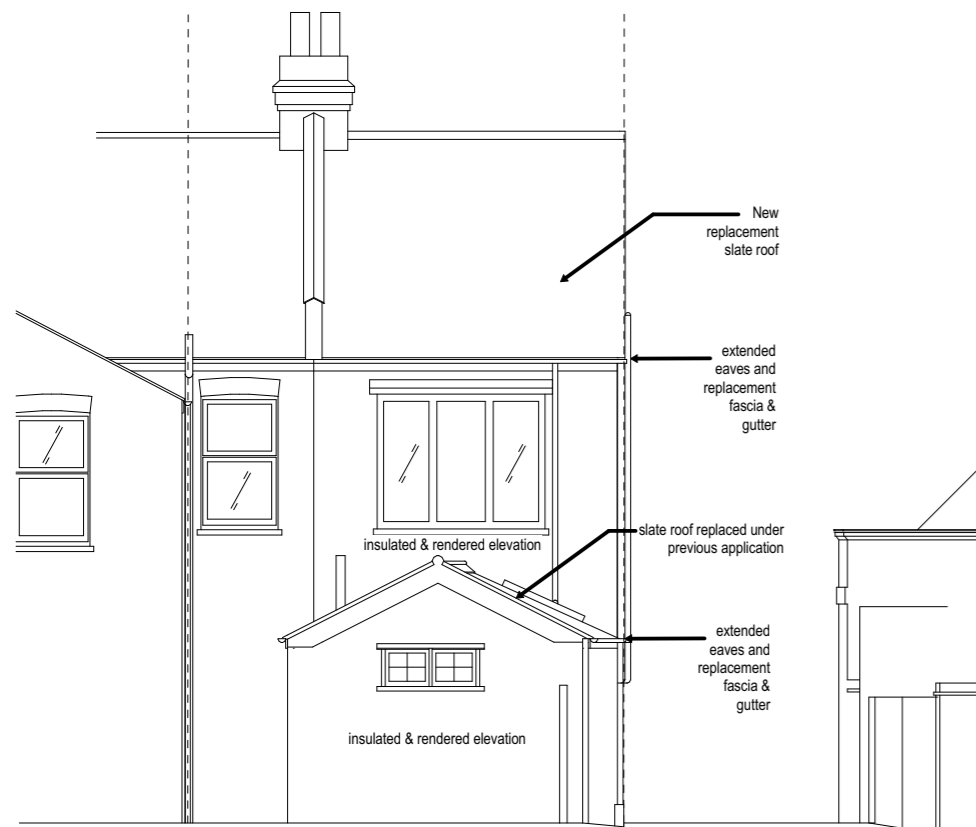 New
replacement
slate roof
extended
eaves and
replacement
fascia &
gutter
insulated & rendered elevation
slate roof replaced under
previous application
extended
eaves and
replacement
fascia &
gutter
insulated & rendered elevation